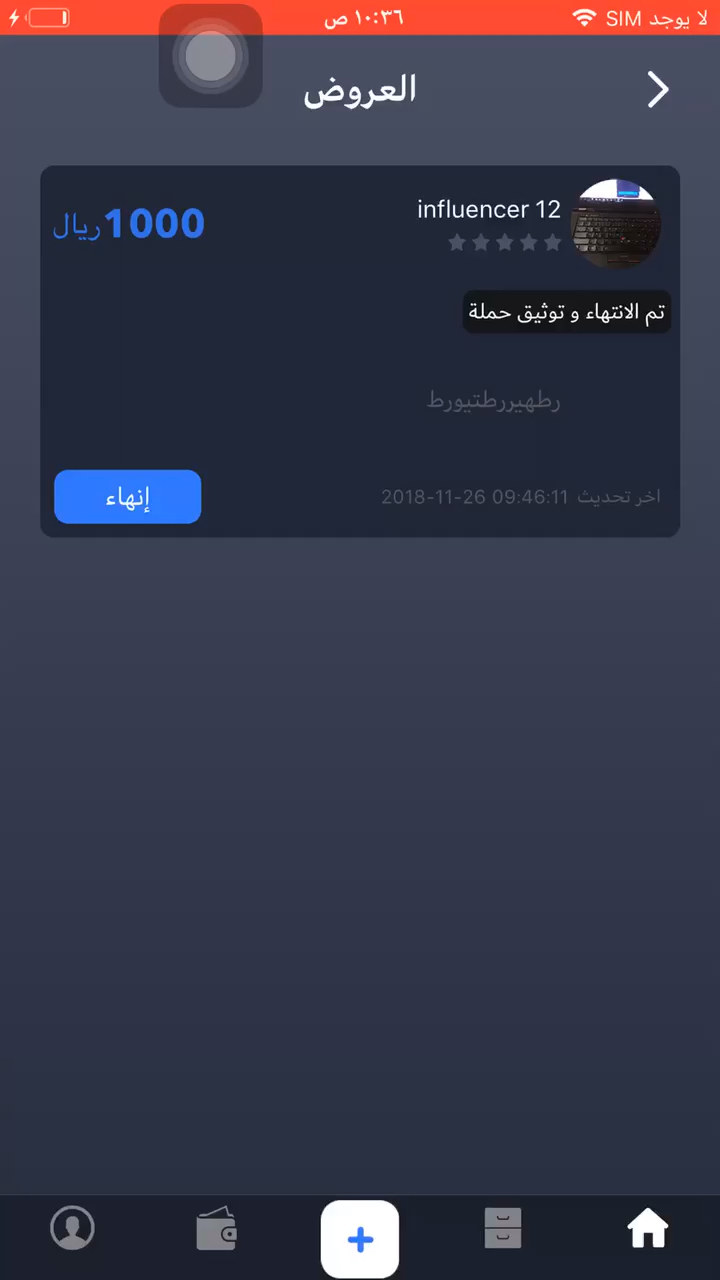 لا يوجد SIM ١٠:٣٦ ص
العروض
influencer 12
1000 ريال
تم الانتهاء و توثيق حملة
رطهيررطتيورط
اخر تحديث 2018-11-26 09:46:11
إنهاء